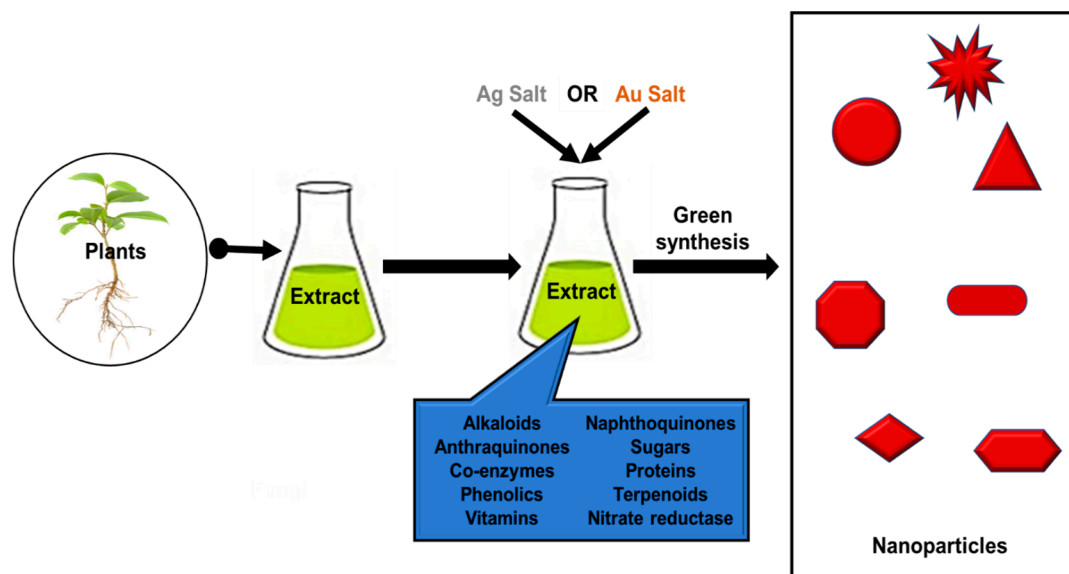 Ag Salt OR Au Salt
Plants
Extract
Extract
Green
synthesis
Alkaloids
Anthraquinones
Co-enzymes
Phenolics
Vitamins
Naphthoquinones
Sugars
Proteins
Terpenoids
Nitrate reductase
Fungi
Nanoparticles